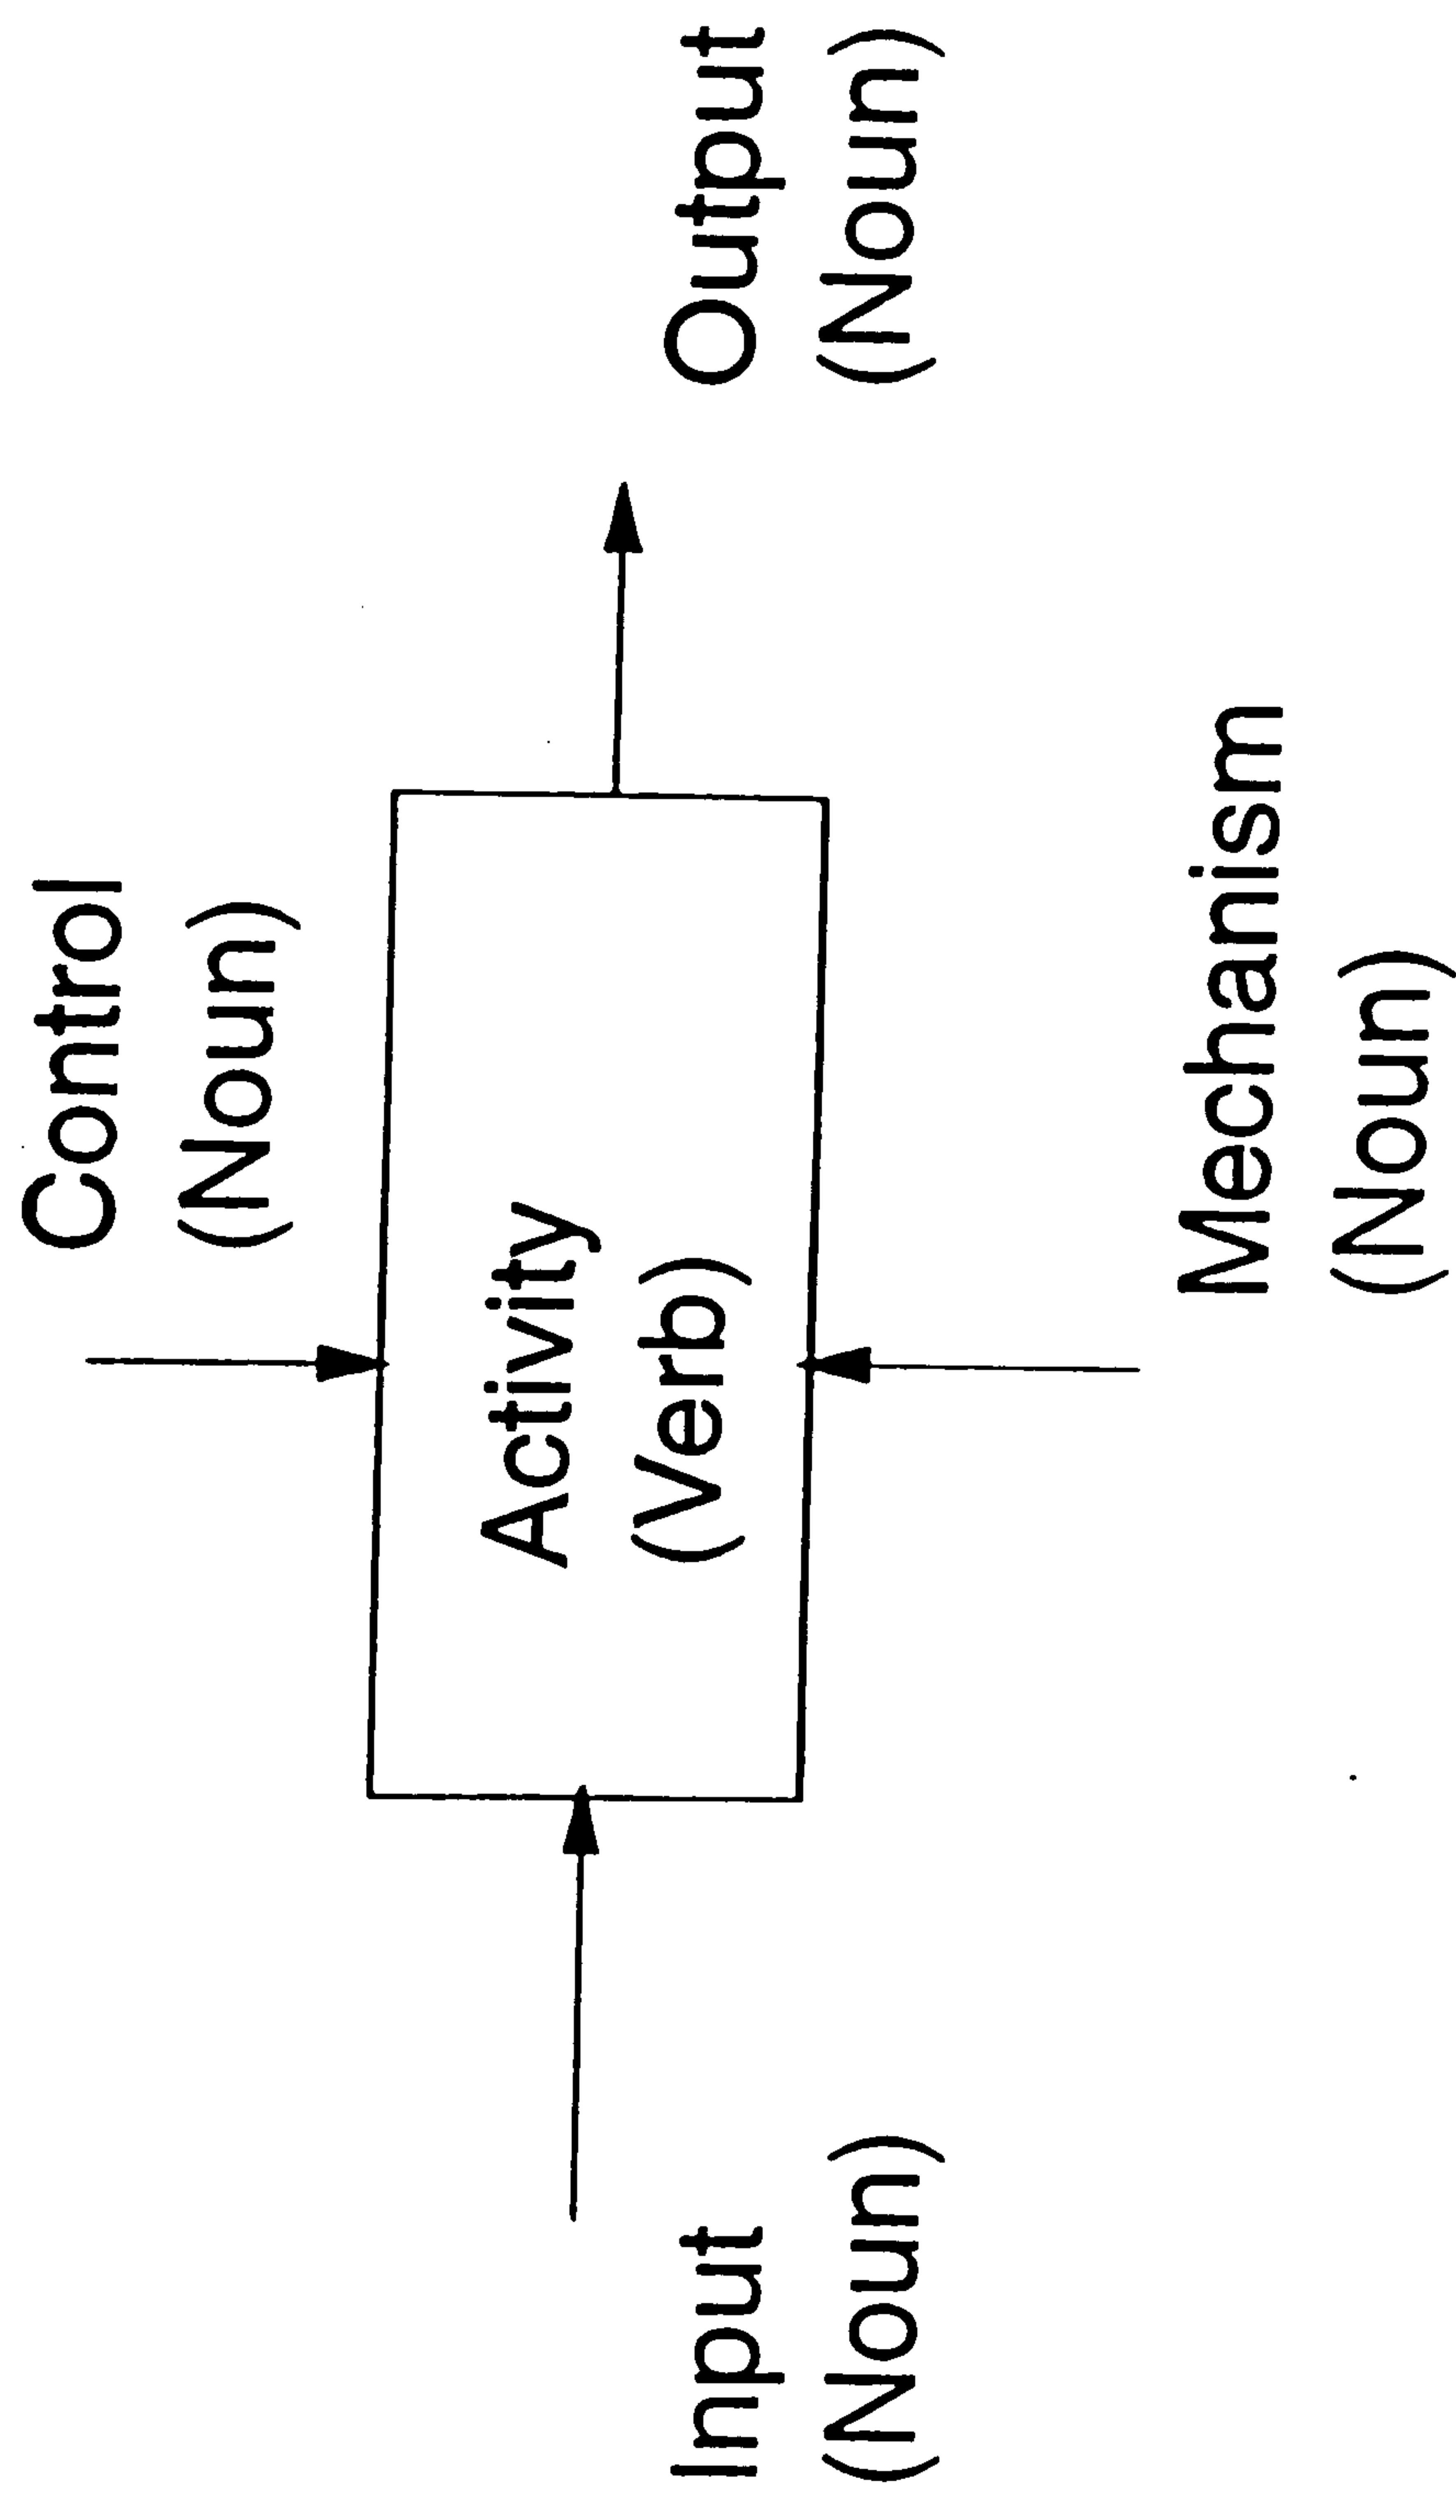 Control
(Noun)
Input
(Noun)
Activity
(Verb)
Output
(Noun)
Mechanism
(Noun)